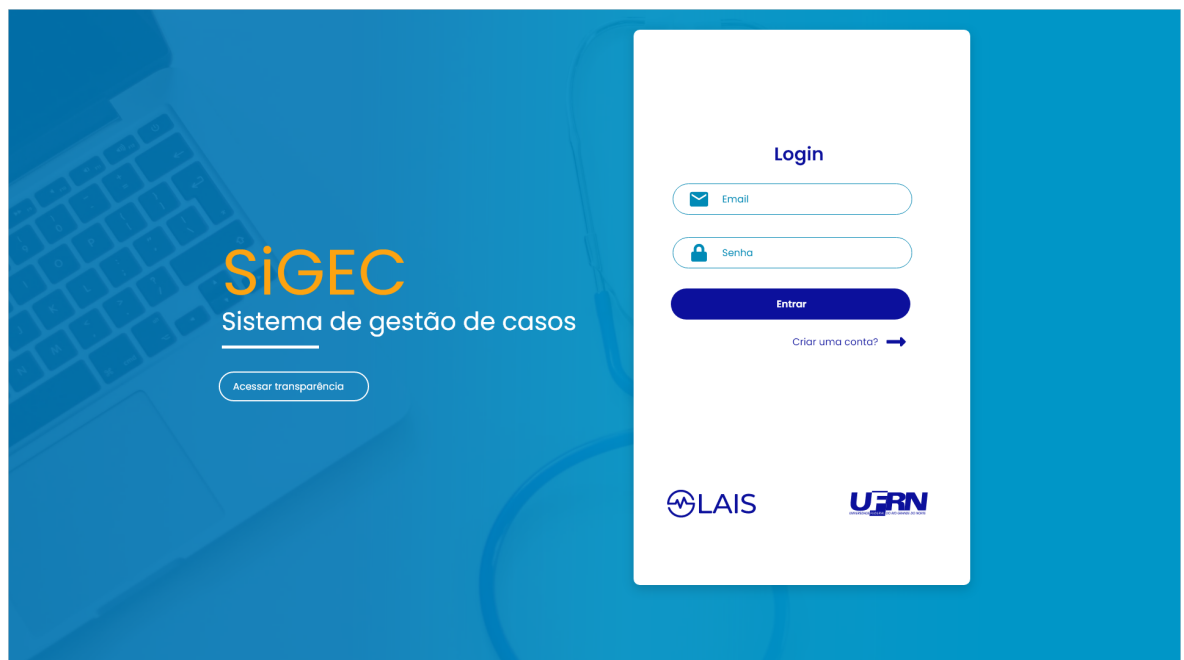 SiGEC
Sistema de gestão de casos
Acessar transparência
Login
Email
Senha
Entrar
Criar uma conta?
LAIS
UFRN